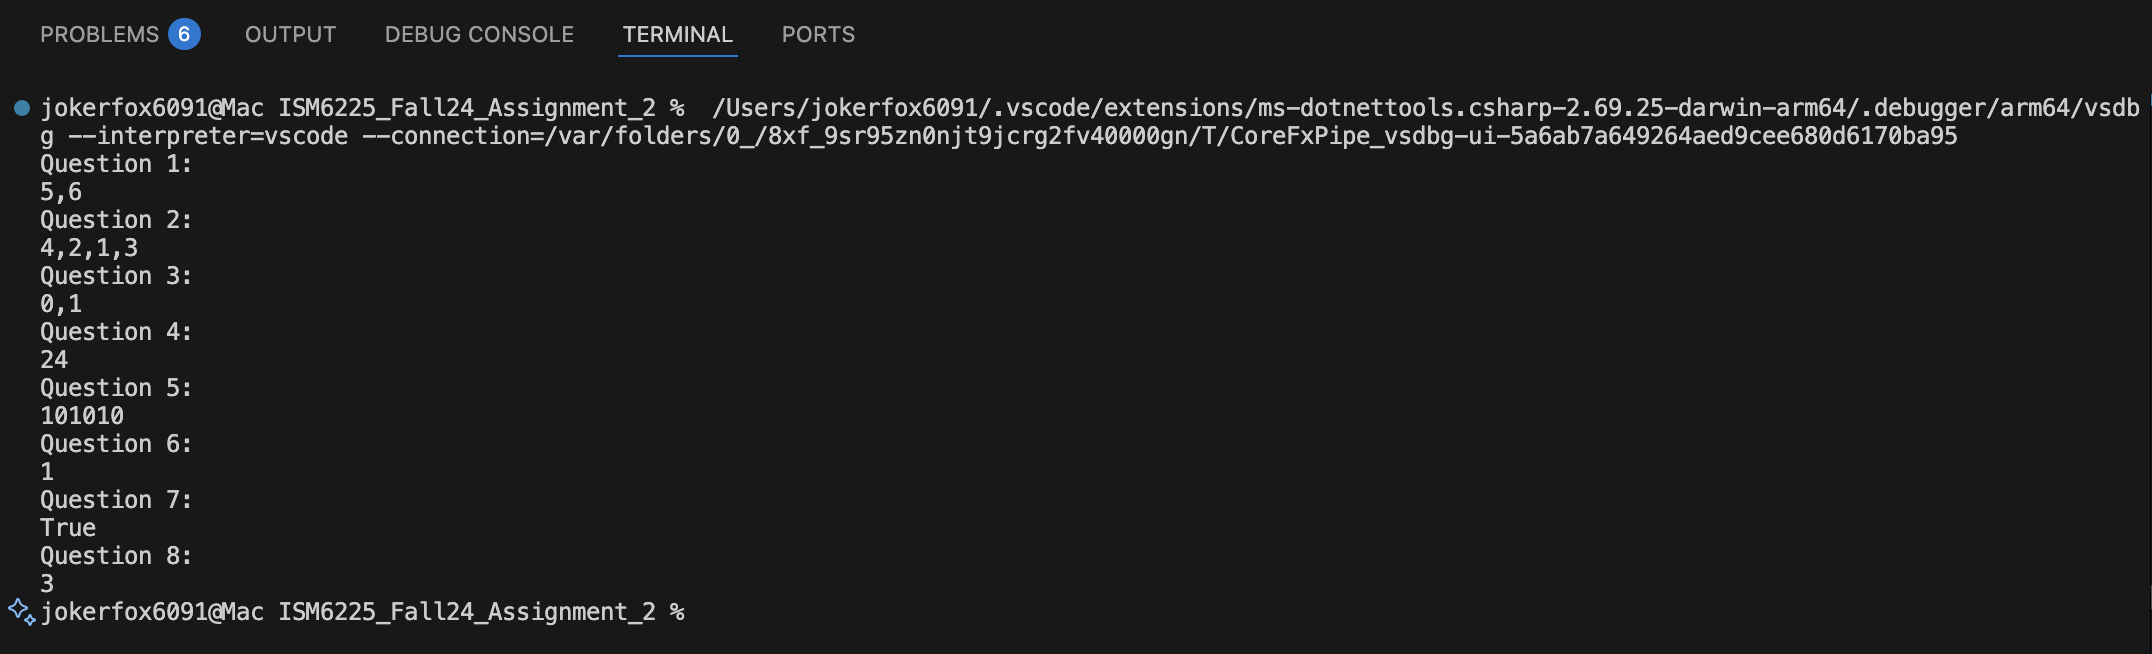 PROBLEMS 6 OUTPUT DEBUG CONSOLE TERMINAL PORTS
jokerfox6091@Mac ISM6225_Fall24_Assignment_2 %  /Users/jokerfox6091/.vscode/extensions/ms-dotnettools.csharp-2.69.25-darwin-arm64/.debugger/arm64/vsdb
g --interpreter=vscode --connection=/var/folders/0_/8xf_9sr95zn0njt9jcrg2fv40000gn/T/CoreFxPipe_vsdbg-ui-5a6ab7a649264aed9cee680d6170ba95
Question 1:
5,6
Question 2:
4,2,1,3
Question 3:
0,1
Question 4:
24
Question 5:
101010
Question 6:
1
Question 7:
True
Question 8:
3
jokerfox6091@Mac ISM6225_Fall24_Assignment_2 %